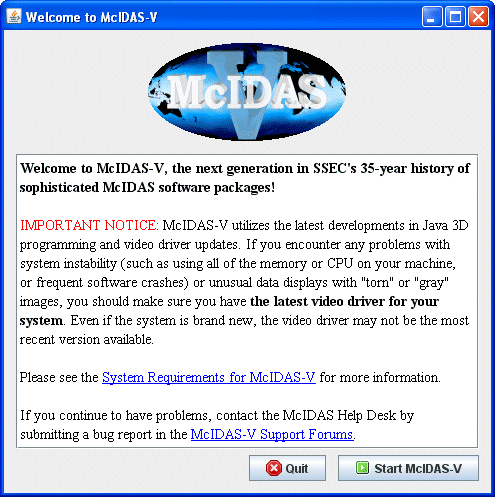 Welcome to McIDAS-V
McIDAS
V
Welcome to McIDAS-V, the next generation in SSEC's 35-year history of
sophisticated McIDAS software packages!
IMPORTANT NOTICE: McIDAS-V utilizes the latest developments in Java 3D
programming and video driver updates. If you encounter any problems with
system instability (such as using all of the memory or CPU on your machine,
or frequent software crashes) or unusual data displays with "torn" or "gray"
images, you should make sure you have the latest video driver for your
system. Even if the system is brand new, the video driver may not be the most
recent version available.
Please see the System Requirements for McIDAS-V for more information.
If you continue to have problems, contact the McIDAS Help Desk by
submitting a bug report in the McIDAS-V Support Forums.
Quit
Start McIDAS-V